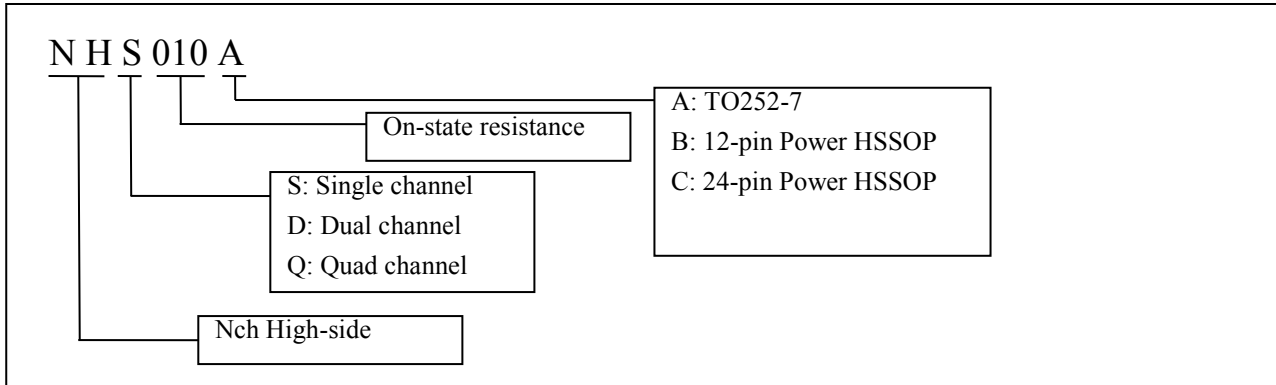 N H S 010 A
A: TO252-7
B: 12-pin Power HSSOP
C: 24-pin Power HSSOP
On-state resistance
S: Single channel
D: Dual channel
Q: Quad channel
Nch High-side